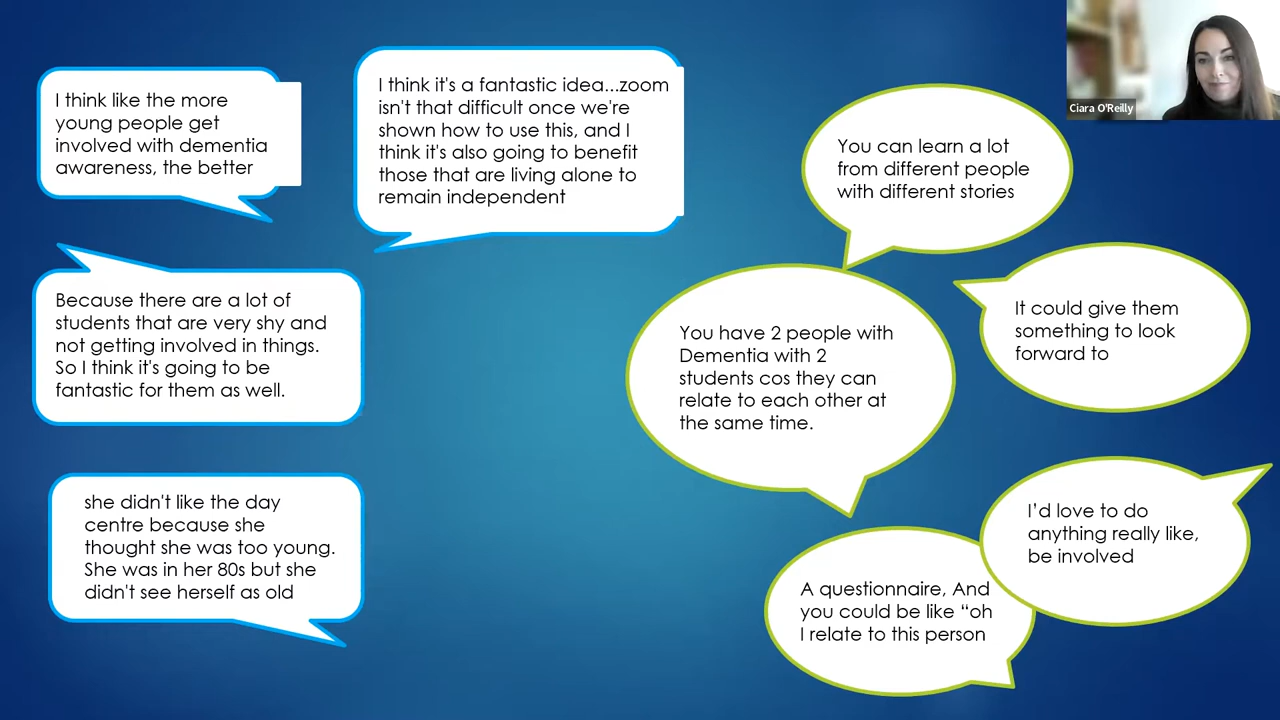 I think like the more
young people get
involved with dementia
awareness, the better
I think it's a fantastic idea...zoom
isn't that difficult once we're
shown how to use this, and I
think it's also going to benefit
those that are living alone to
remain independent
Because there are a lot of
students that are very shy and
not getting involved in things.
So I think it's going to be
fantastic for them as well.
she didn't like the day
centre because she
thought she was too young.
She was in her 80s but she
didn't see herself as old
You can learn a lot
from different people
with different stories
You have 2 people with
Dementia with 2
students cos they can
relate to each other at
the same time.
It could give them
something to look
forward to
I'd love to do
anything really like,
be involved
A questionnaire, And
you could be like “oh
I relate to this person
Ciara O'Reilly